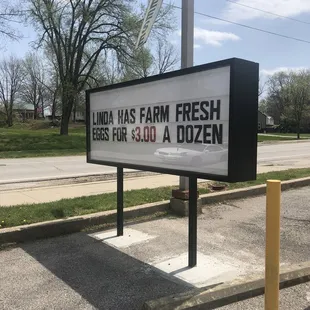 LINDA HAS FARM FRESH
EGGS FOR $3.00 A DOZEN